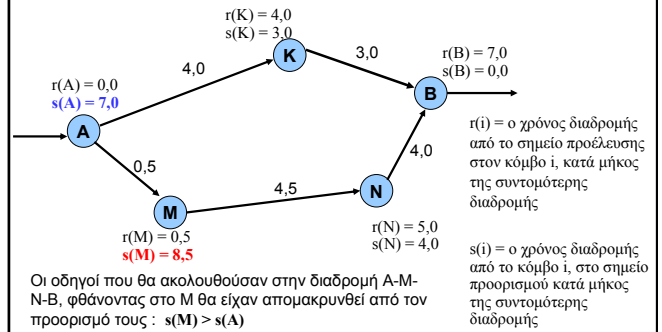 r(K) = 4,0
s(K) = 3,0
K
3,0
r(B) = 7,0
s(B) = 0,0
4,0
r(A) = 0,0
s(A) = 7,0
B
A
r(i) = ο χρόνος διαδρομής
από το σημείο προέλευσης
στον κόμβο i, κατά μήκος
της συντομότερης
διαδρομής
4,0
0,5
4,5
N
M
r(M) = 0,5
s(M) = 8,5
r(N) = 5,0
s(N) = 4,0
s(i) = ο χρόνος διαδρομής
από το κόμβο i, στο σημείο
προορισμού κατά μήκος
της συντομότερης
διαδρομής
Οι οδηγοί που θα ακολουθούσαν στην διαδρομή Α-Μ-
Ν-Β, φθάνοντας στο Μ θα είχαν απομακρυνθεί από τον
προορισμό τους : s(M) > s(A)